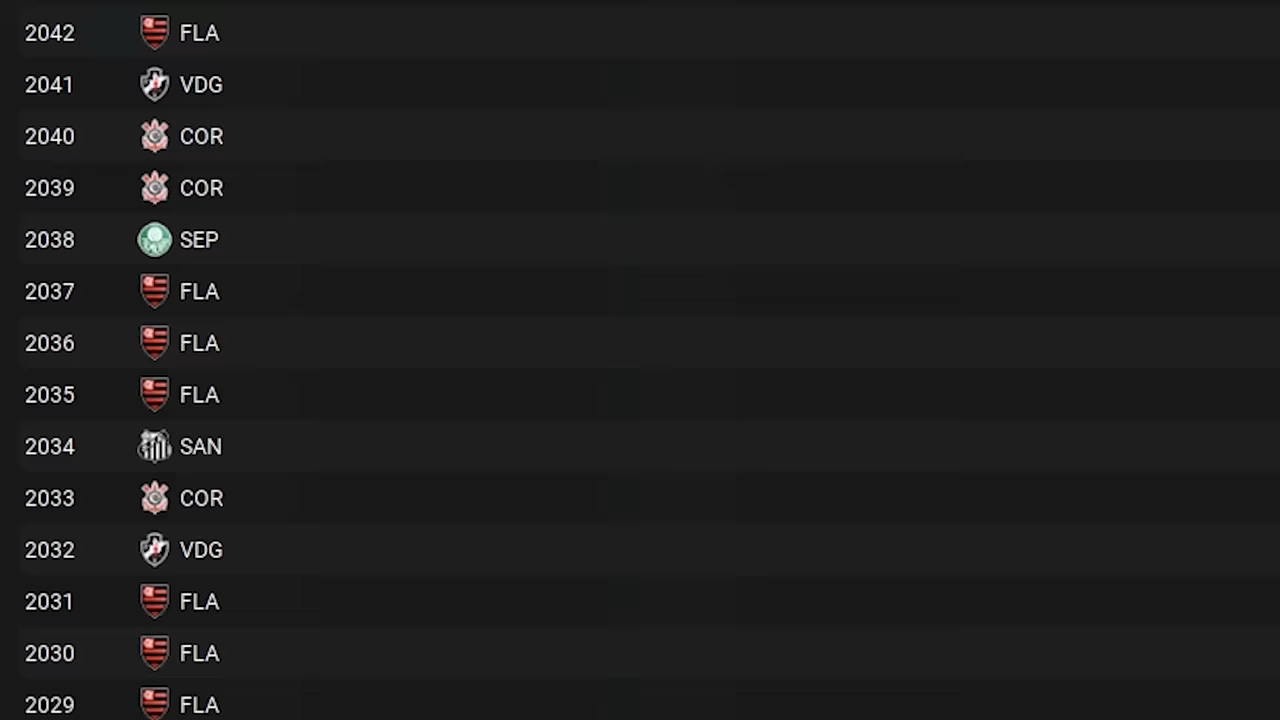 2042 FLA
2041 VDG
2040 COR
2039 COR
2038 SEP
2037 FLA
2036 FLA
2035 FLA
2034 SAN
2033 COR
2032 VDG
2031 FLA
2030 FLA
2029 FLA